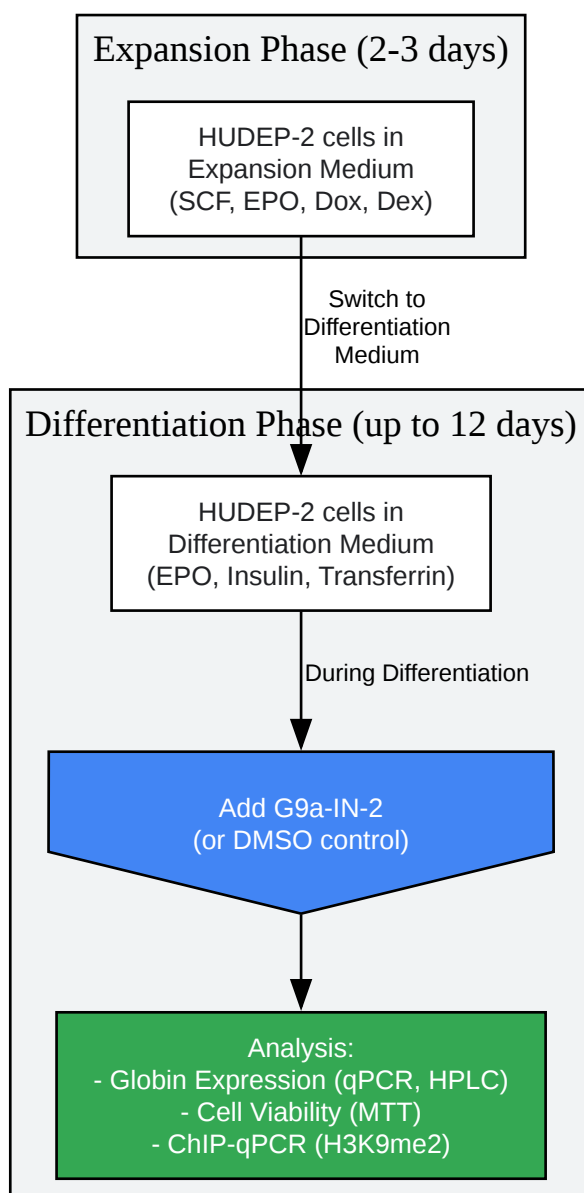 Expansion Phase (2-3 days)
HUDEP-2 cells in
Expansion Medium
(SCF, EPO, Dox, Dex)
Switch to
Differentiation
Medium
Differentiation Phase (up to 12 days)
HUDEP-2 cells in
Differentiation Medium
(EPO, Insulin, Transferrin)
During Differentiation
Add G9a-IN-2
(or DMSO control)
Analysis:
- Globin Expression (qPCR, HPLC)
- Cell Viability (MTT)
- ChIP-qPCR (H3K9me2)